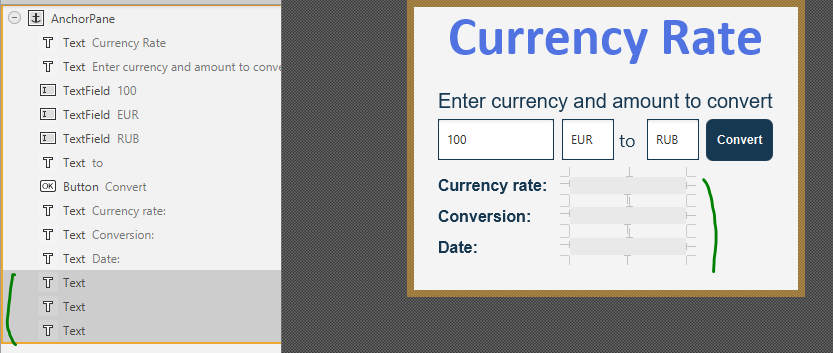 AnchorPane
Text Currency Rate
Text Enter currency and amount to conve
TextField 100
TextField EUR
TextField RUB
Text to
OK Button Convert
Text Currency rate:
Text Conversion:
Text Date:
Text
Text
Text
Currency Rate
Enter currency and amount to convert
100 EUR to RUB Convert
Currency rate:
Conversion:
Date: